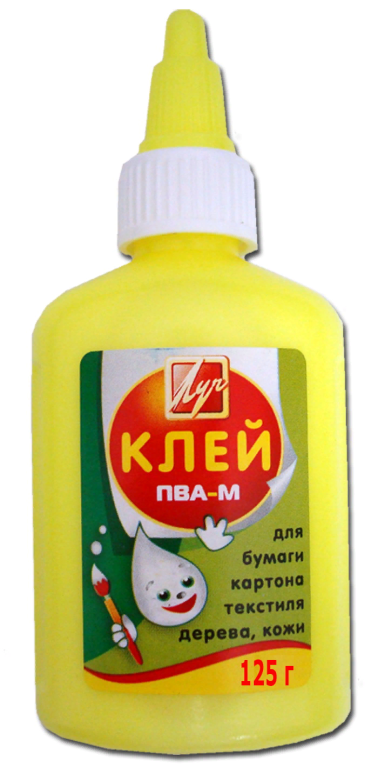 Луч
КЛЕЙ
ПВА-М
для
бумаги
картона
текстиля
дерева, кожи
125 г